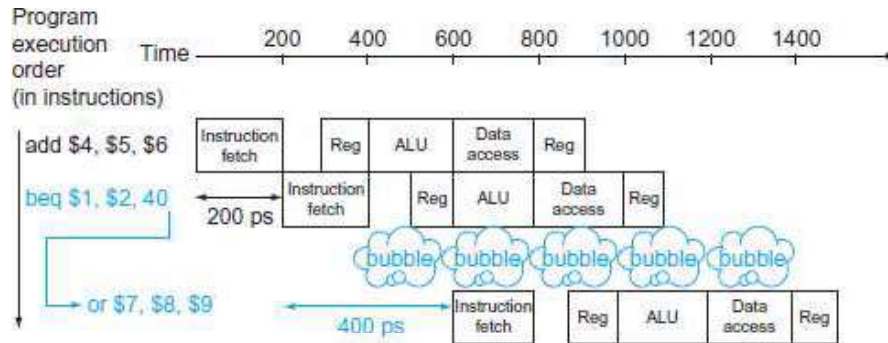 Program
execution
order
(in instructions)
Time
200 400 600 800 1000 1200 1400
add $4, $5, $6
Instruction
fetch
Reg
ALU
Data
access
Reg
beq $1, $2, 40
200 ps
Instruction
fetch
Reg
ALU
Data
access
Reg
bubble bubble bubble bubble bubble
or $7, $8, $9
400 ps
Instruction
fetch
Reg
ALU
Data
access
Reg